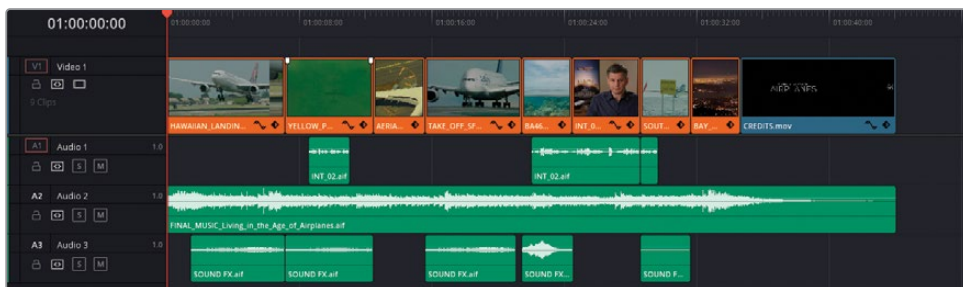 01:00:00:00
01:00:00:00 01:00:08:00 01:00:16:00 01:00:24:00 01:00:32:00 01:00:40:00
V1 Video 1
9 Clips
AIRPLANES
HAWAIIAN_LANDIN... YELLOW_P... AERIA... TAKE_OFF_SF... BA46... INT_0... SOUT... BAY_... CREDITS.mov
A1 Audio 1 1.0
S M
INT_02.aif INT_02.aif
A2 Audio 2 1.0
S M
FINAL_MUSIC_Living_in_the_Age_of_Airplanes.aif
A3 Audio 3 1.0
S M
SOUND FX.aif SOUND FX.aif SOUND FX.aif SOUND FX... SOUND F...